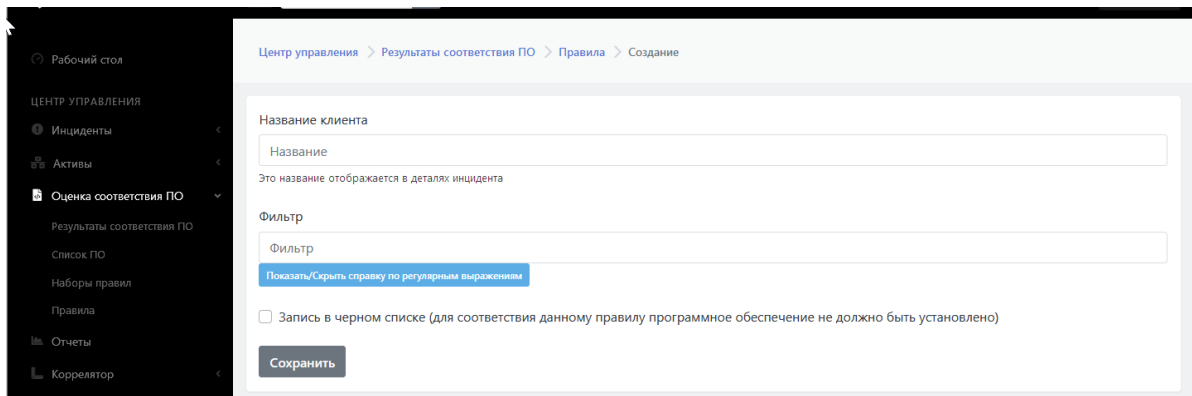 Рабочий стол
ЦЕНТР УПРАВЛЕНИЯ
Инциденты
Активы
Оценка соответствия ПО
Результаты соответствия ПО
Список ПО
Наборы правил
Правила
Отчеты
Коррелятор
Центр управления > Результаты соответствия ПО > Правила > Создание
Название клиента
Название
Это название отображается в деталях инцидента
Фильтр
Фильтр
Показать/Скрыть справку по регулярным выражениям
Запись в черном списке (для соответствия данному правилу программное обеспечение не должно быть установлено)
Сохранить